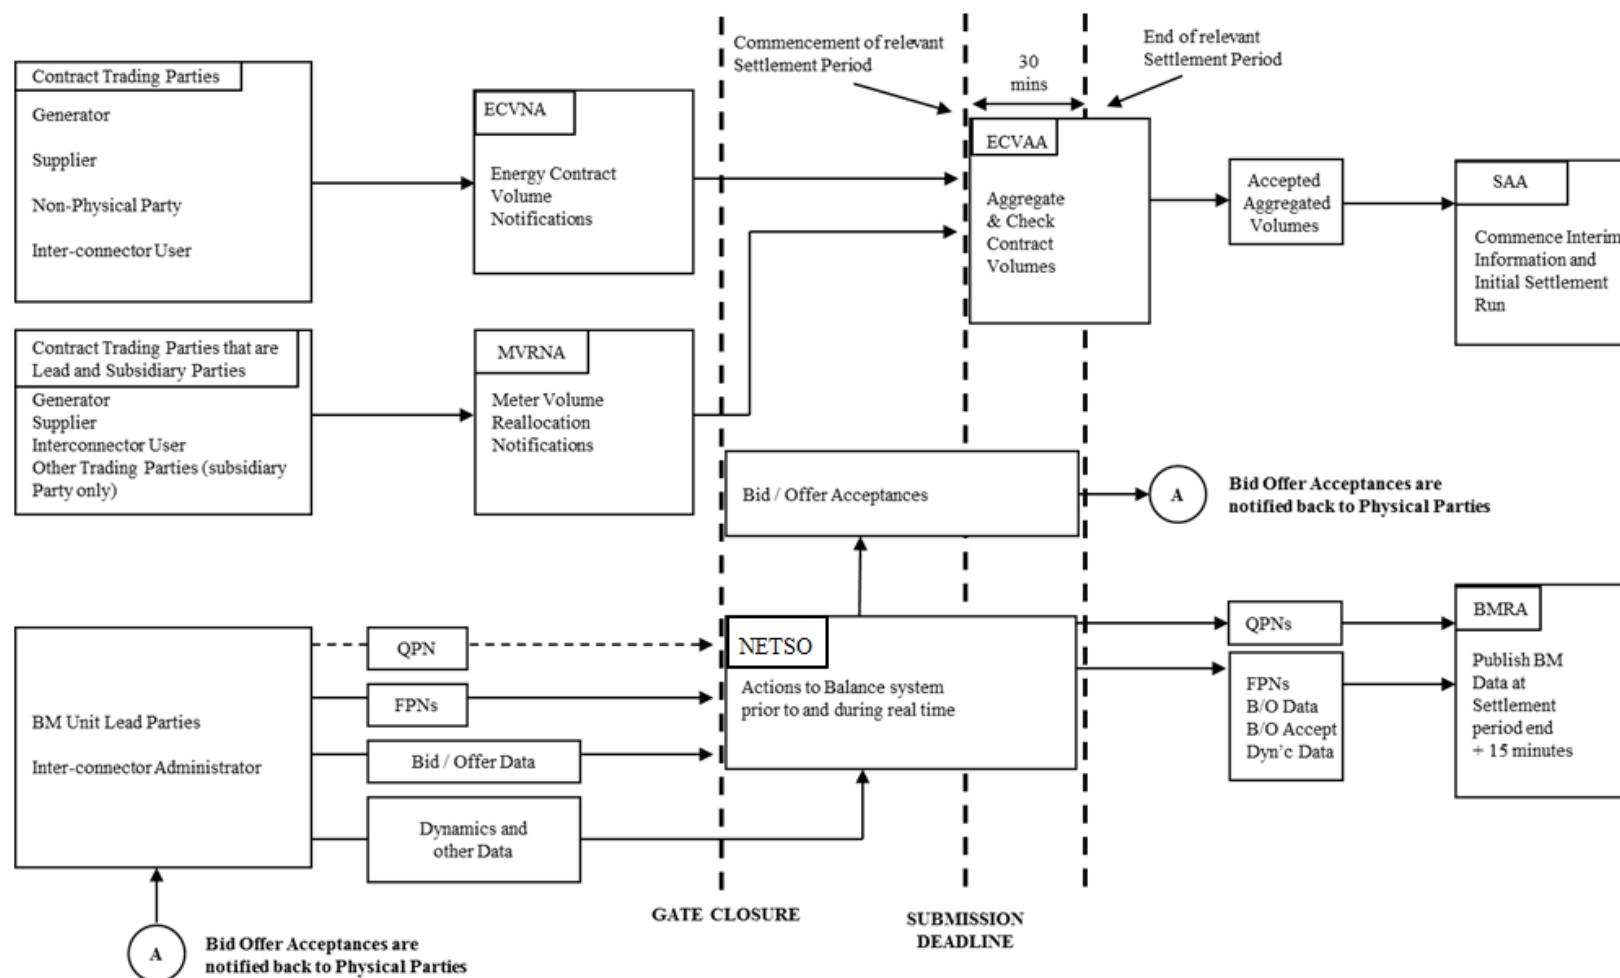 Commencement of relevant
Settlement Period
30
mins
End of relevant
Settlement Period
Contract Trading Parties
Generator
Supplier
Non-Physical Party
Inter-connector User
ECVNA
Energy Contract
Volume
Notifications
ECVAA
Aggregate
& Check
Contract
Volumes
Accepted
Aggregated
Volumes
SAA
Commence Interim
Information and
Initial Settlement
Run
Contract Trading Parties that are
Lead and Subsidiary Parties
Generator
Supplier
Interconnector User
Other Trading Parties (subsidiary
Party only)
MVRNA
Meter Volume
Reallocation
Notifications
Bid / Offer Acceptances
A
Bid Offer Acceptances are
notified back to Physical Parties
BM Unit Lead Parties
Inter-connector Administrator
QPN
FPNs
Bid / Offer Data
Dynamics and
other Data
NETSO
Actions to Balance system
prior to and during real time
QPNs
FPNs
B/O Data
B/O Accept
Dyn'c Data
BMRA
Publish BM
Data at
Settlement
period end
+ 15 minutes
GATE CLOSURE
SUBMISSION
DEADLINE
A
Bid Offer Acceptances are
notified back to Physical Parties